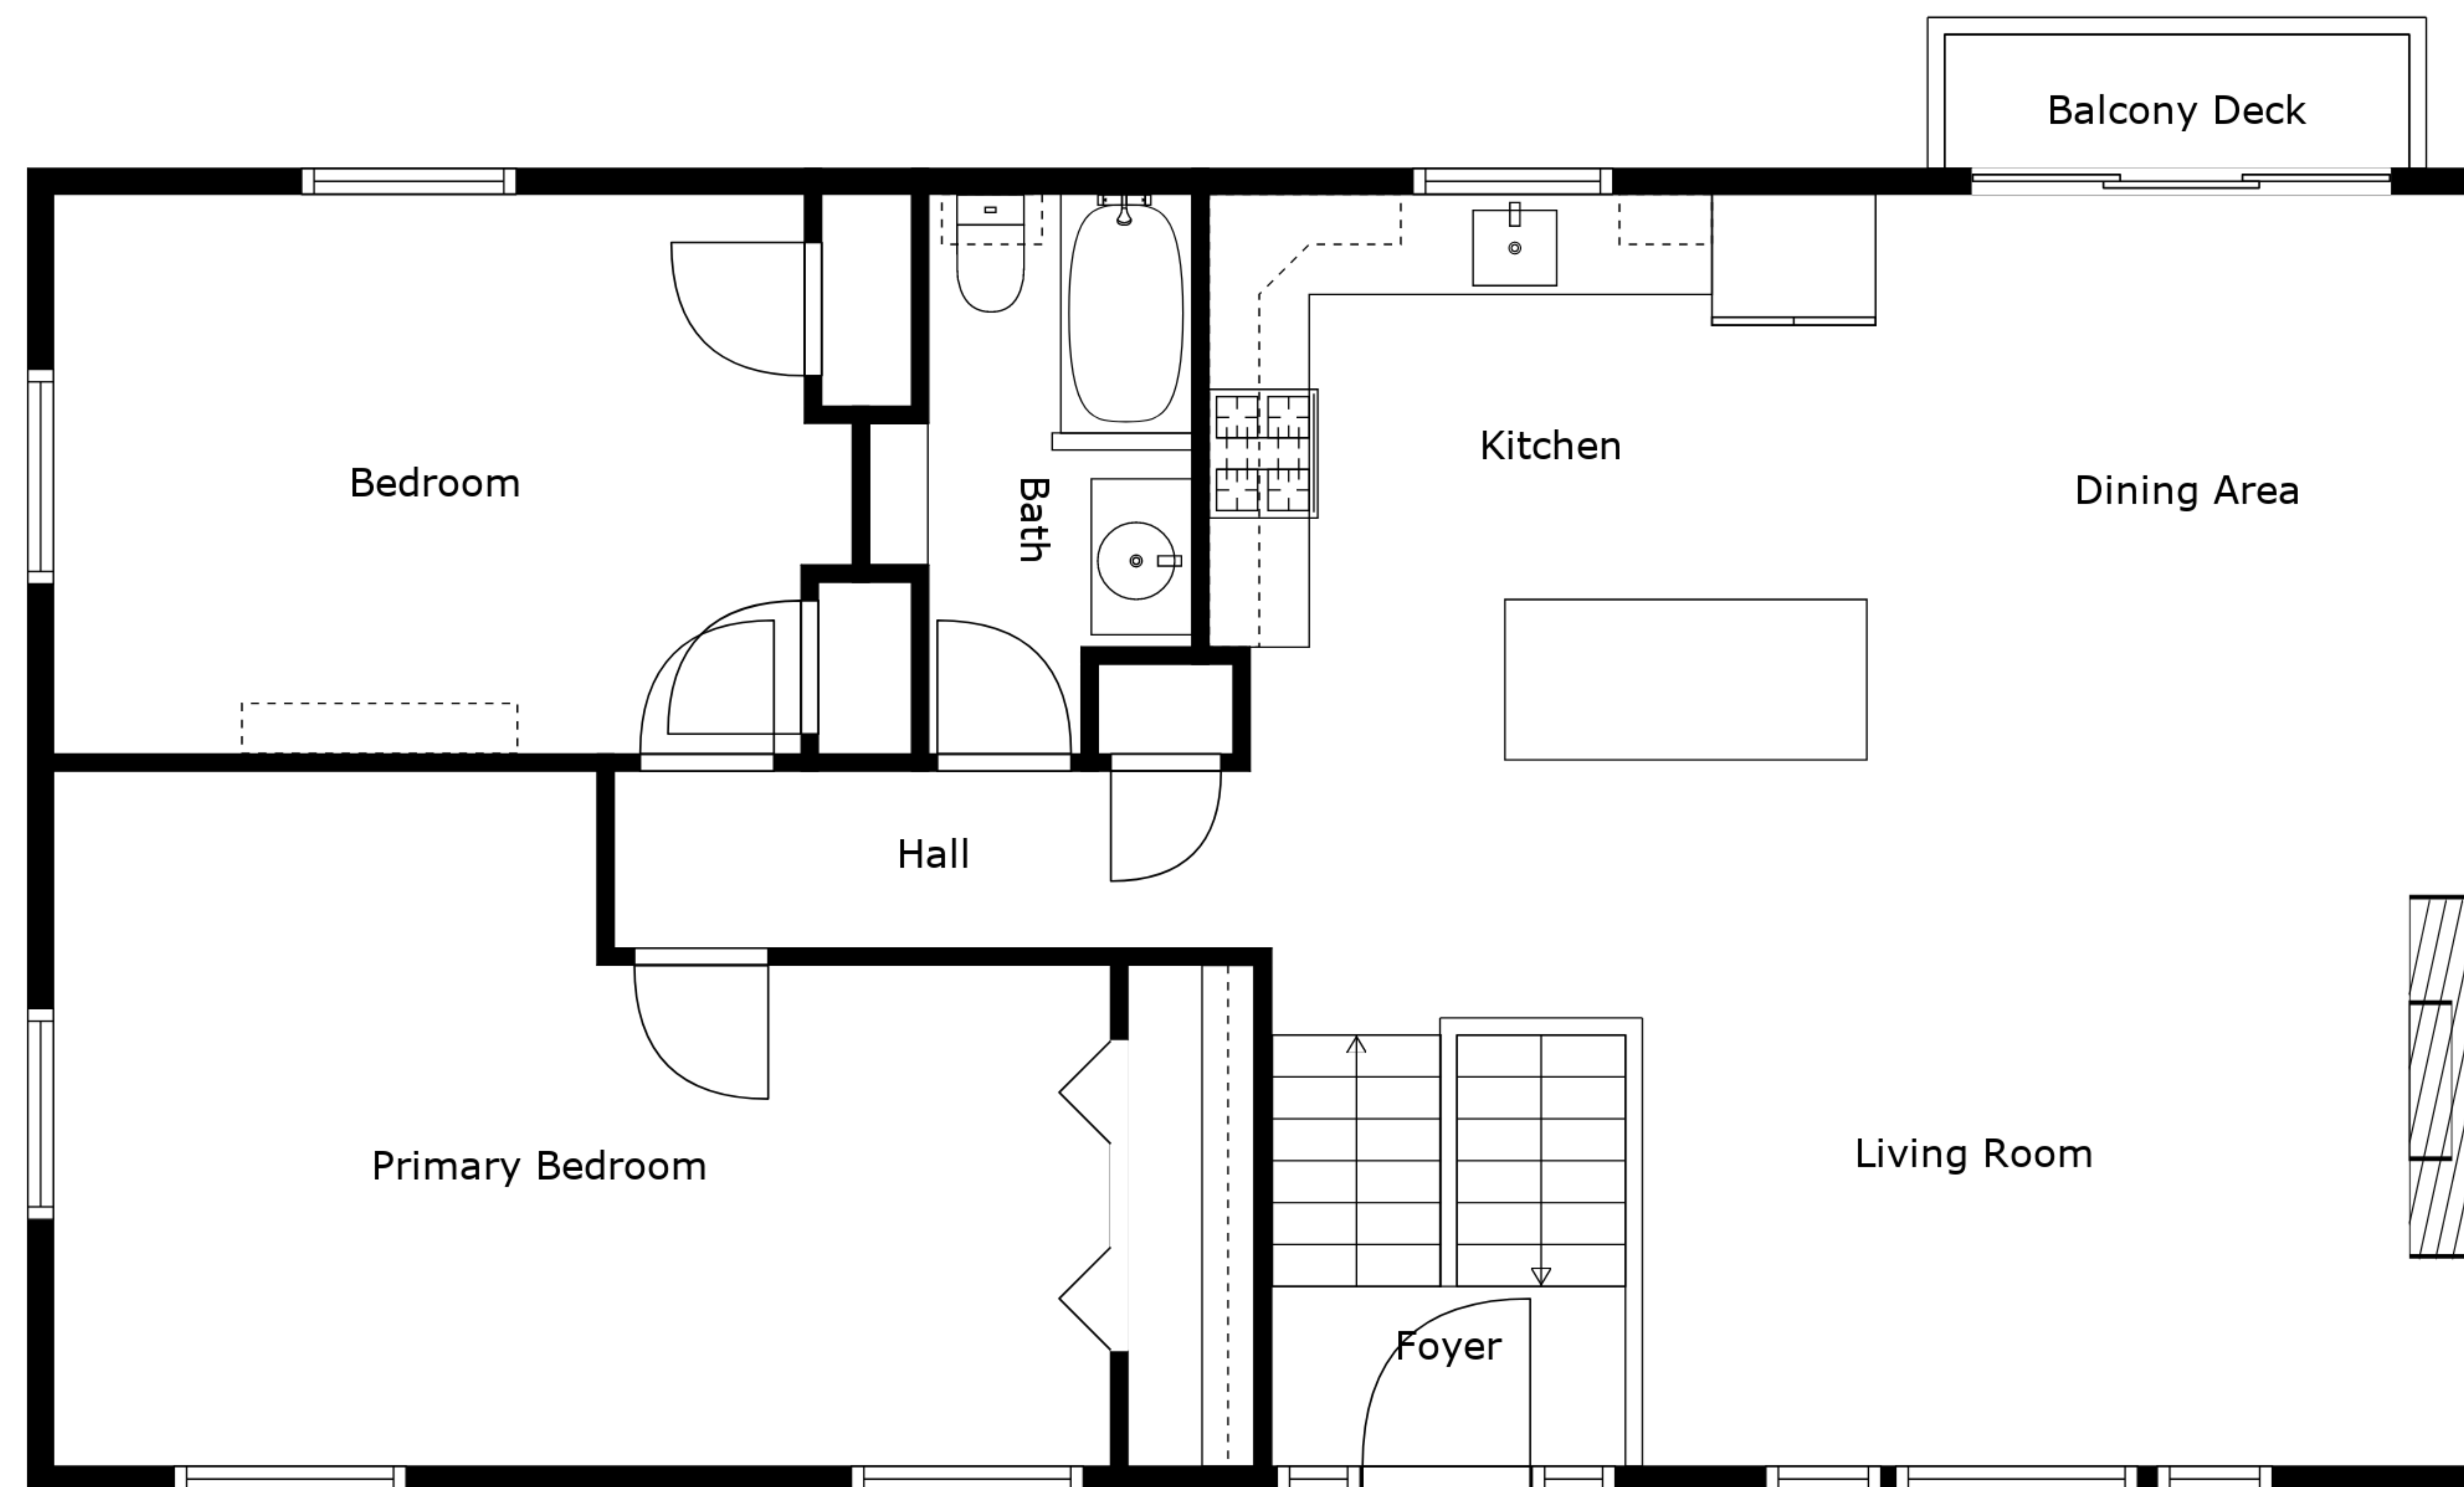 Balcony Deck
Bedroom
Bath
Kitchen
Dining Area
Hall
Primary Bedroom
Living Room
Foyer